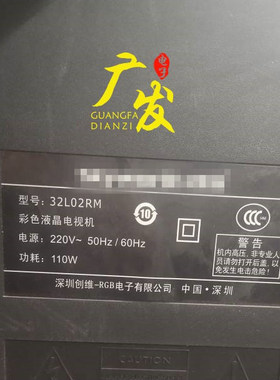 广发
电子
GUANGFA
DIANZI
型号: 32L02RM
彩色液晶电视机
电源: 220V~ 50Hz / 60Hz
功耗: 110W
10
CCC
警告
机内高压, 非专业人
员请勿打开后盖, 以
免发生电击危险!
深圳创维-RGB电子有限公司 中国·深圳
CAUTION